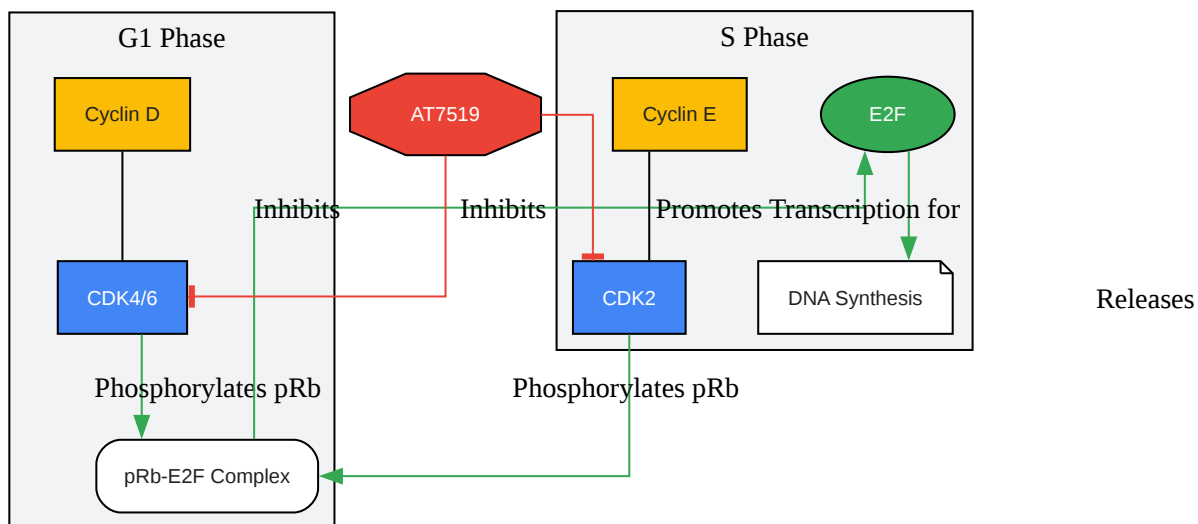 G1 Phase
S Phase
Cyclin D
AT7519
Cyclin E
E2F
Inhibits
Inhibits
Promotes Transcription for
CDK4/6
CDK2
DNA Synthesis
Releases
Phosphorylates pRb
Phosphorylates pRb
pRb-E2F Complex